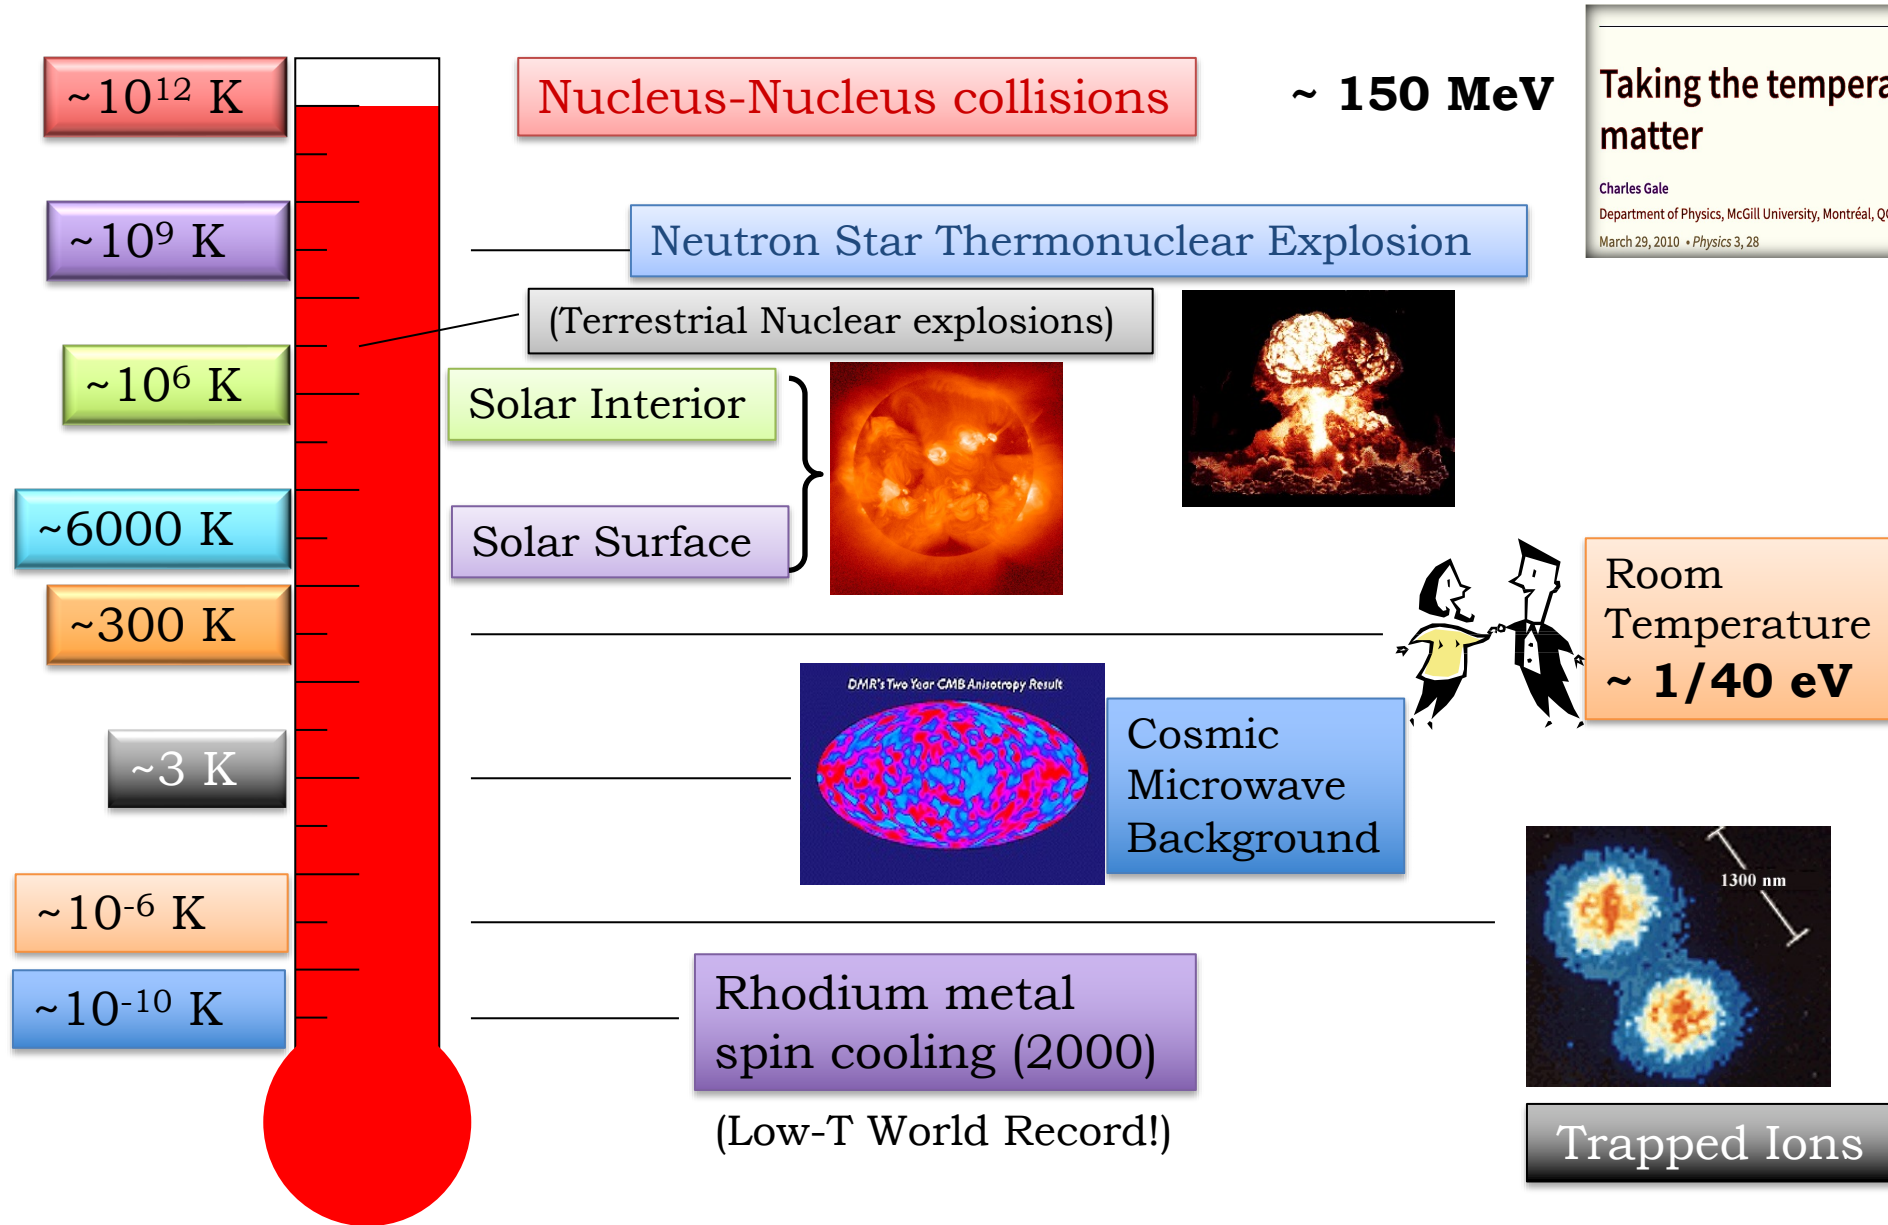 ~10¹² K
Nucleus-Nucleus collisions
~ 150 MeV
Taking the tempera
matter
Charles Gale
Department of Physics, McGill University, Montréal, QC
March 29, 2010 • Physics 3, 28
~10⁹ K
Neutron Star Thermonuclear Explosion
(Terrestrial Nuclear explosions)
~10⁶ K
Solar Interior
~6000 K
Solar Surface
~300 K
Room
Temperature
~ 1/40 eV
~3 K
DMR's Two Year CMB Anisotropy Result
Cosmic
Microwave
Background
~10⁻⁶ K
1300 nm
~10⁻¹⁰ K
Rhodium metal
spin cooling (2000)
(Low-T World Record!)
Trapped Ions